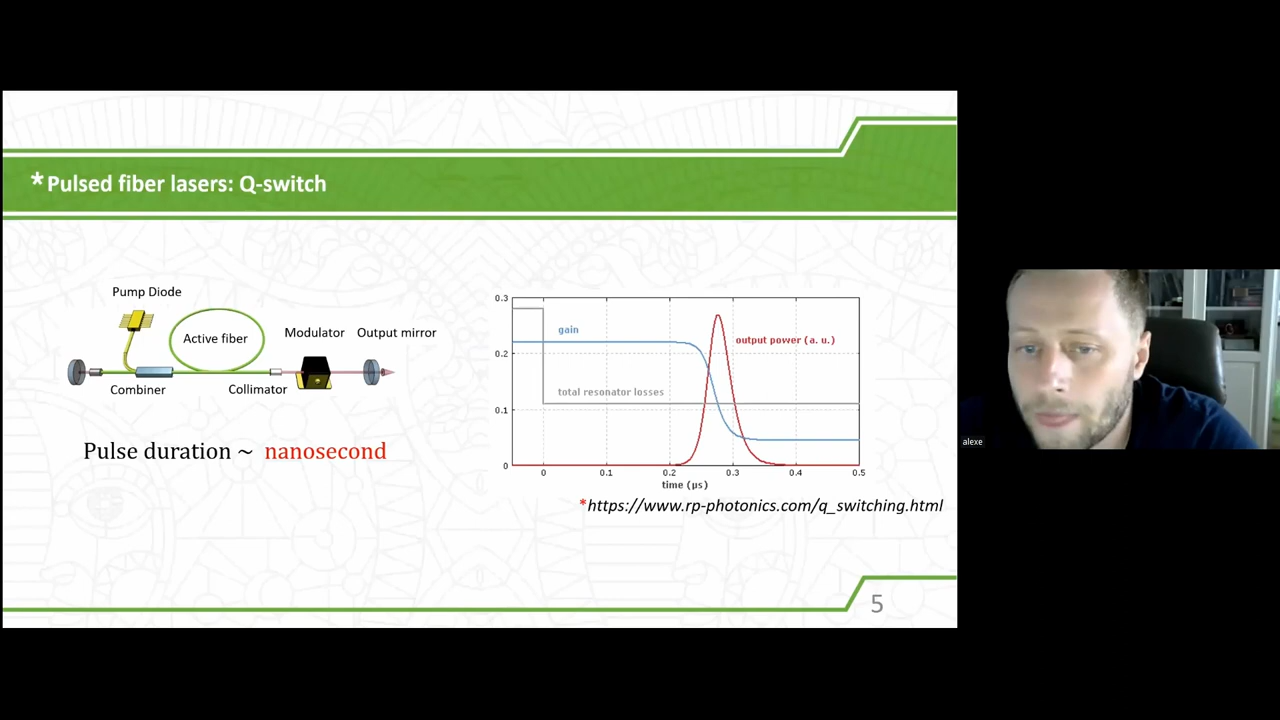 *Pulsed fiber lasers: Q-switch
Pump Diode
Active fiber
Modulator
Output mirror
Combiner
Collimator
Pulse duration ~ nanosecond
0.3
0.2
0.1
0
gain
output power (a. u.)
total resonator losses
0 0.1 0.2 0.3 0.4 0.5
time (μs)
*https://www.rp-photonics.com/q_switching.html
5
alexe